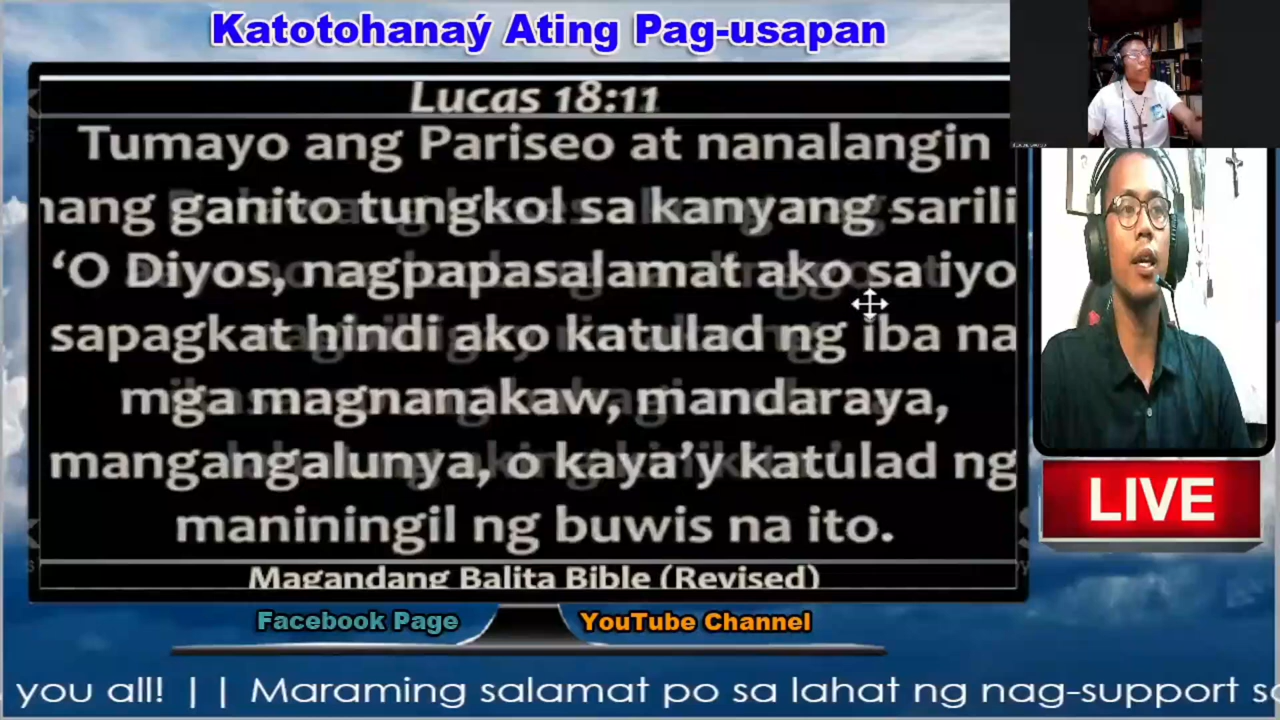 Katotohanaý Ating Pag-usapan
Lucas 18:11
Tumayo ang Pariseo at nanalangin
nang ganito tungkol sa kanyang sarili
‘O Diyos, nagpapasalamat ako sa iyo
sapagkat hindi ako katulad ng iba na
mga magnanakaw, mandaraya,
mangangalunya, o kaya’y katulad ng
maniningil ng buwis na ito.
Magandang Balita Bible (Revised)
LIVE
Facebook Page
YouTube Channel
you all! || Maraming salamat po sa lahat ng nag-support